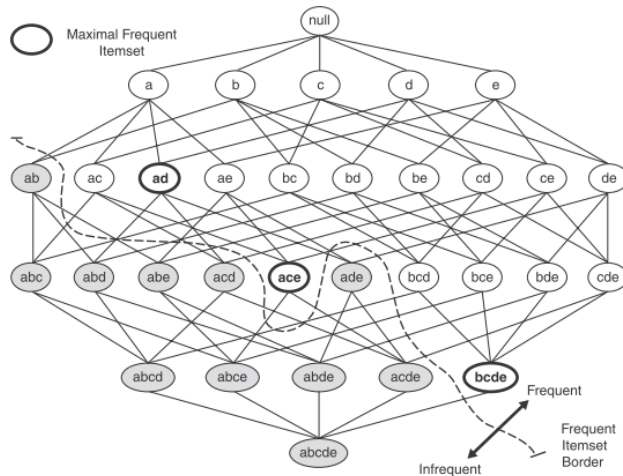 null
Maximal Frequent
Itemset
a b c d e
ab ac ad ae bc bd be cd ce de
abc abd abe acd ace ade bcd bce bde cde
abcd abce abde acde bcde
Frequent
abcde
Infrequent
Frequent
Itemset
Border